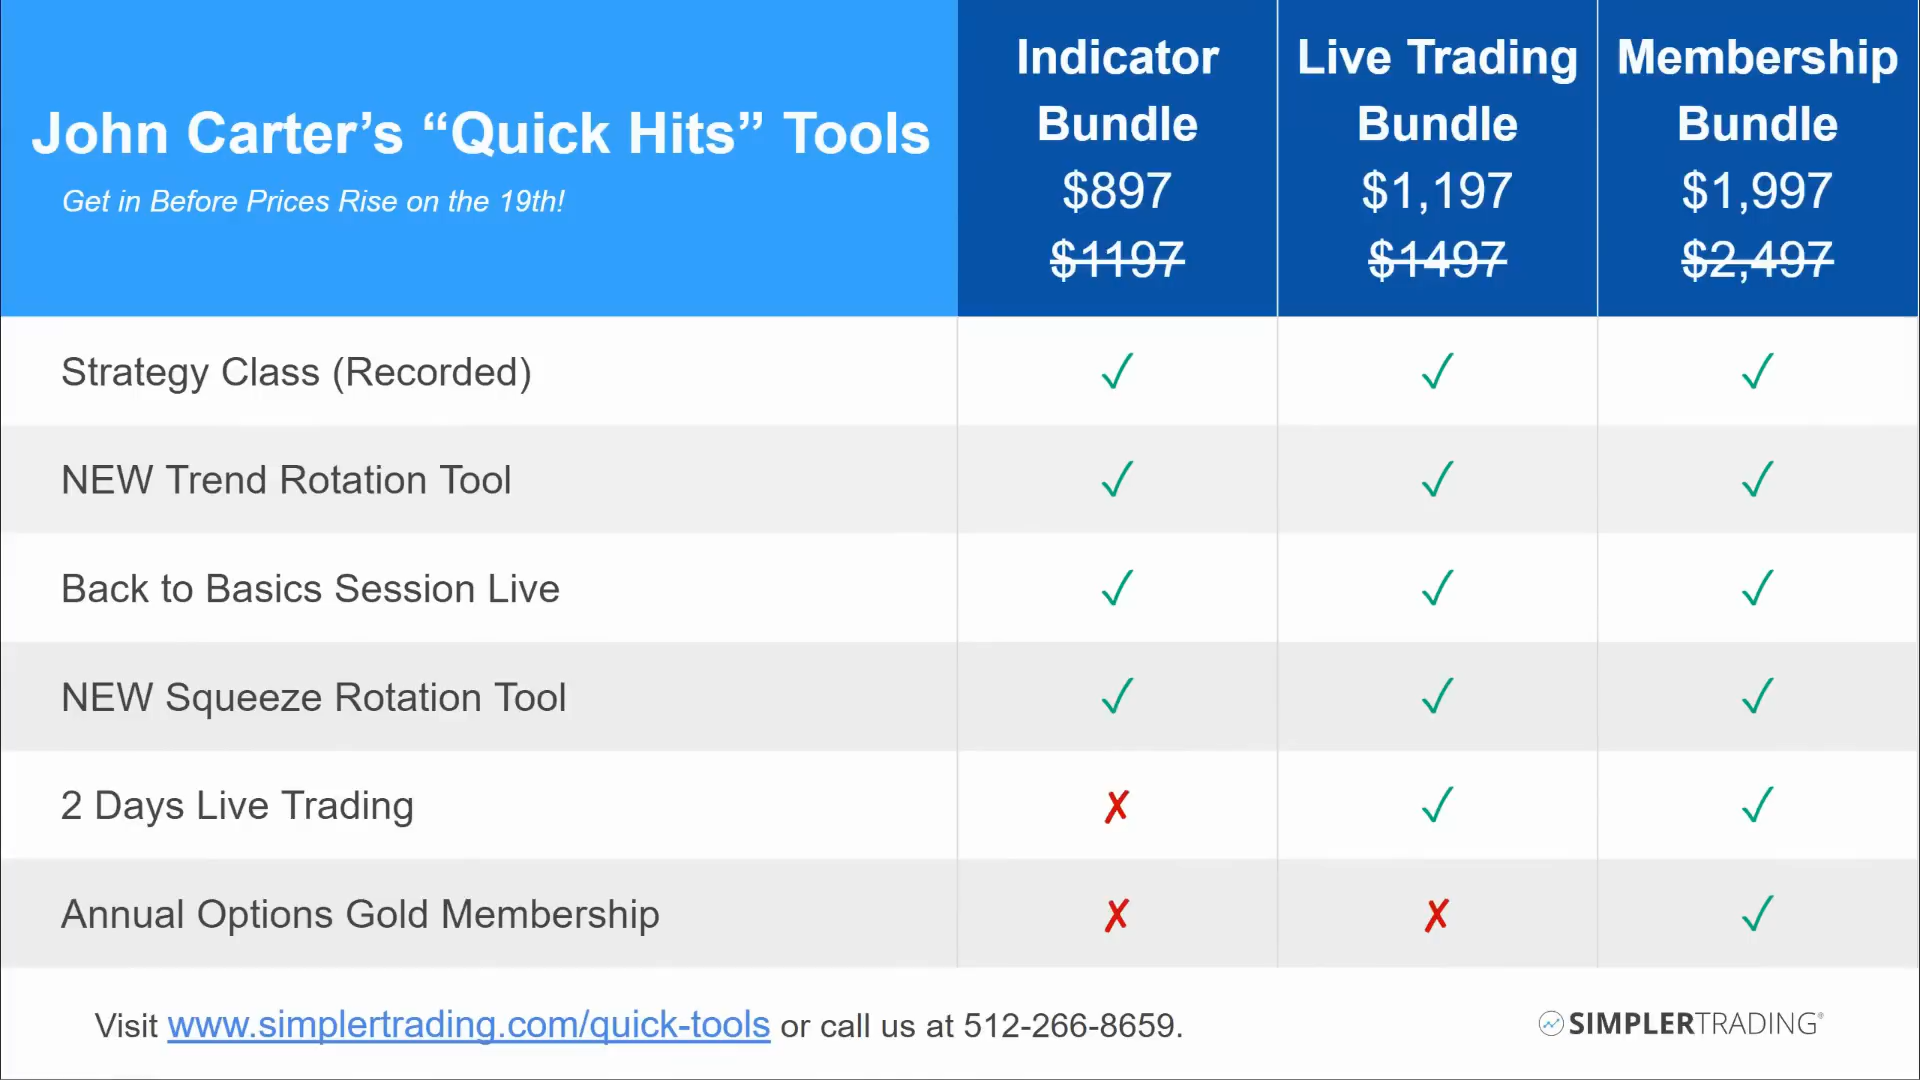 John Carter’s “Quick Hits” Tools
Get in Before Prices Rise on the 19th!
Indicator
Bundle
$897
$1197
Live Trading
Bundle
$1,197
$1497
Membership
Bundle
$1,997
$2,497
Strategy Class (Recorded) ✓ ✓ ✓
NEW Trend Rotation Tool ✓ ✓ ✓
Back to Basics Session Live ✓ ✓ ✓
NEW Squeeze Rotation Tool ✓ ✓ ✓
2 Days Live Trading ✗ ✓ ✓
Annual Options Gold Membership ✗ ✗ ✓
Visit www.simplertrading.com/quick-tools or call us at 512-266-8659.
SIMPLERTRADING®